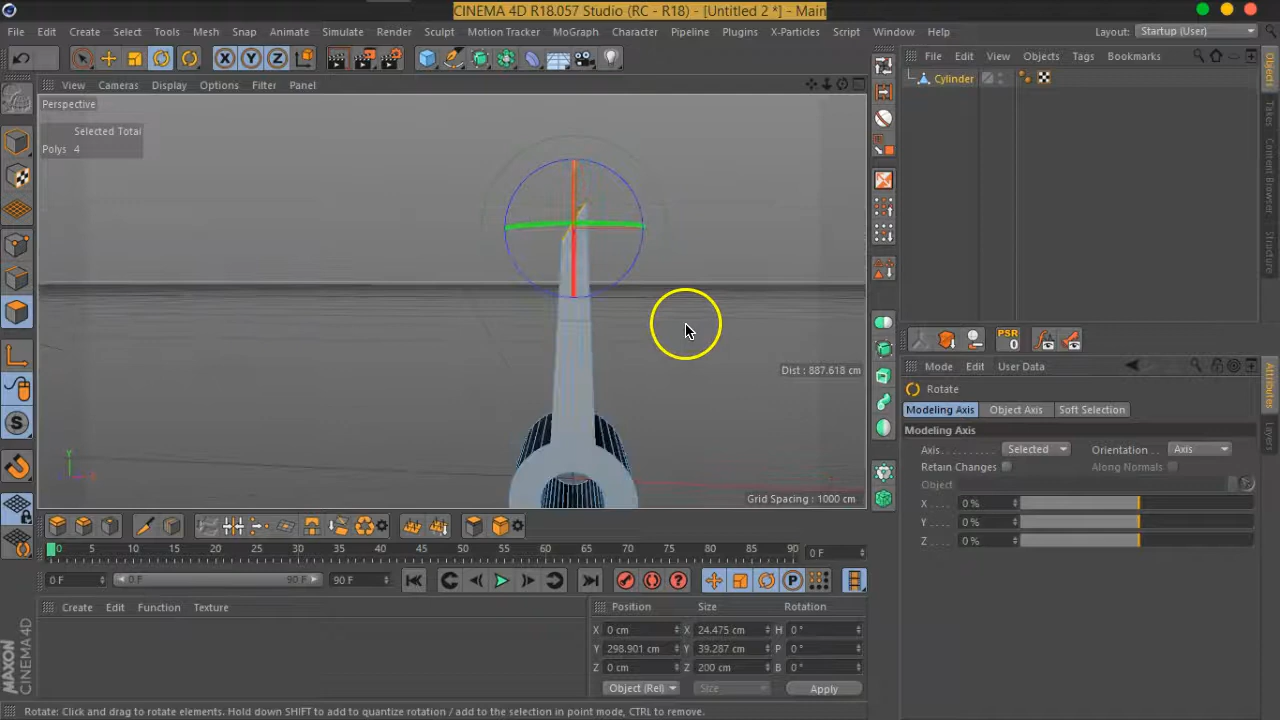 CINEMA 4D R18.057 Studio (RC - R18) - [Untitled 2 *] - Main
File Edit Create Select Tools Mesh Snap Animate Simulate Render Sculpt Motion Tracker MoGraph Character Pipeline Plugins X-Particles Script Window Help Layout: Startup (User)
X Y Z
File Edit View Objects Tags Bookmarks
View Cameras Display Options Filter Panel
Cylinder
Perspective
Selected Total
Polys 4
Objects
Takes
Content Browser
Structure
PSR
0
Dist : 887.618 cm
Mode Edit User Data
Rotate
Modeling Axis Object Axis Soft Selection
Modeling Axis
Axis Selected Orientation Axis
Retain Changes Along Normals
Object
X 0 %
Y 0 %
Z 0 %
Attributes
Layers
Y
Grid Spacing : 1000 cm
S
0 5 10 15 20 25 30 35 40 45 50 55 60 65 70 75 80 85 90 0 F
0 F 0 F 90 F 90 F P
Create Edit Function Texture
Position Size Rotation
X 0 cm X 24.475 cm H 0 °
Y 298.901 cm Y 39.287 cm P 0 °
Z 0 cm Z 200 cm B 0 °
Object (Rel) Size Apply
MAXON
CINEMA 4D
Rotate: Click and drag to rotate elements. Hold down SHIFT to add to quantize rotation / add to the selection in point mode, CTRL to remove.